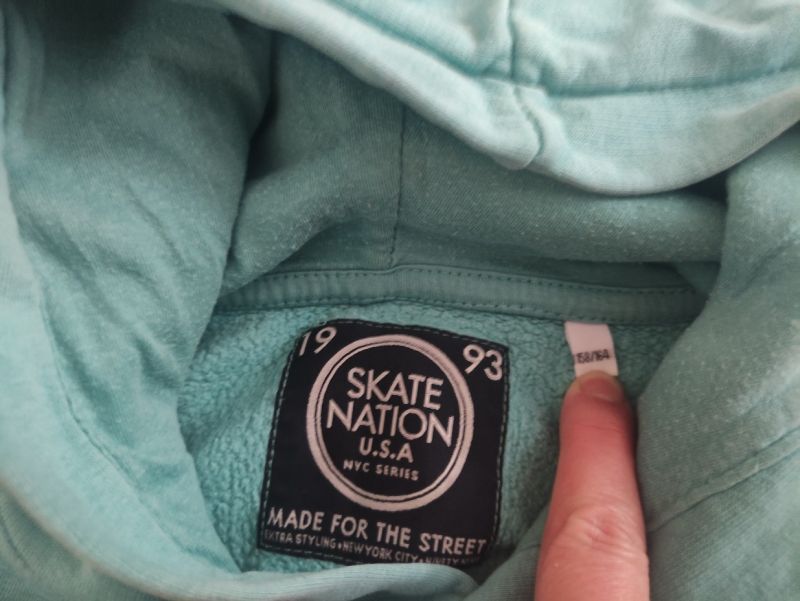 19 93
SKATE
NATION
U.S.A
NYC SERIES
MADE FOR THE STREET
EXTRA STYLING • NEW YORK CITY •
158/164